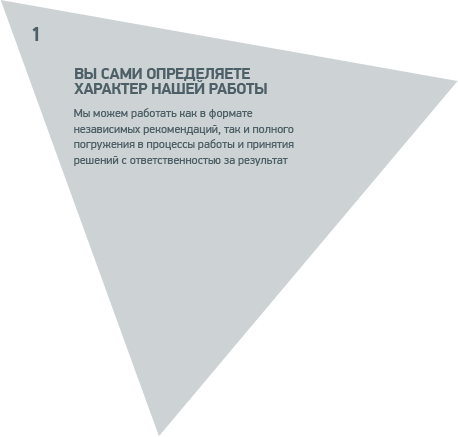 1
ВЫ САМИ ОПРЕДЕЛЯЕТЕ
ХАРАКТЕР НАШЕЙ РАБОТЫ
Мы можем работать как в формате
независимых рекомендаций, так и полного
погружения в процессы работы и принятия
решений с ответственностью за результат